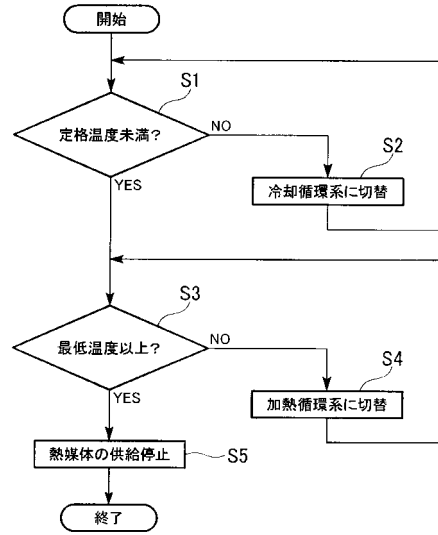 開始
S1
定格温度未満?
NO
S2
冷却循環系に切替
YES
S3
最低温度以上?
NO
S4
加熱循環系に切替
YES
熱媒体の供給停止
S5
終了